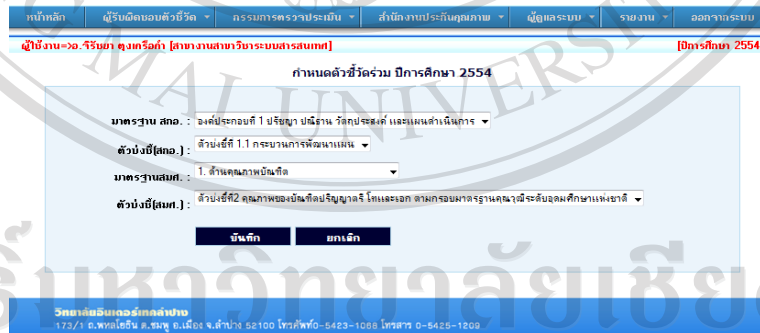 หน้าหลัก ผู้รับผิดชอบตัวชี้วัด กรรมการตรวจประเมิน สำนักงานประกันคุณภาพ ผู้ดูแลระบบ รายงาน ออกจากระบบ
ผู้ใช้งาน=>อ.จิรันยา ตุงเครือคำ [สาขางานสาขาวิชาระบบสารสนเทศ] [ปีการศึกษา 2554
กำหนดตัวชี้วัดร่วม ปีการศึกษา 2554
มาตรฐาน สกอ. : องค์ประกอบที่ 1 ปรัชญา ปณิธาน วัตถุประสงค์ และแผนดำเนินการ
ตัวบ่งชี้[สกอ.] : ตัวบ่งชี้ที่ 1.1 กระบวนการพัฒนาแผน
มาตรฐานสมศ. : 1. ด้านคุณภาพบัณฑิต
ตัวบ่งชี้[สมศ.] : ตัวบ่งชี้ที่2 คุณภาพของบัณฑิตปริญญาตรี โทและเอก ตามกรอบมาตรฐานคุณวุฒิระดับอุดมศึกษาแห่งชาติ
บันทึก ยกเลิก
วิทยาลัยอินเตอร์เทคลำปาง
173/1 ถ.พหลโยธิน ต.ชมพู อ.เมือง จ.ลำปาง 52100 โทรศัพท์0-5423-1068 โทรสาร 0-5425-1209